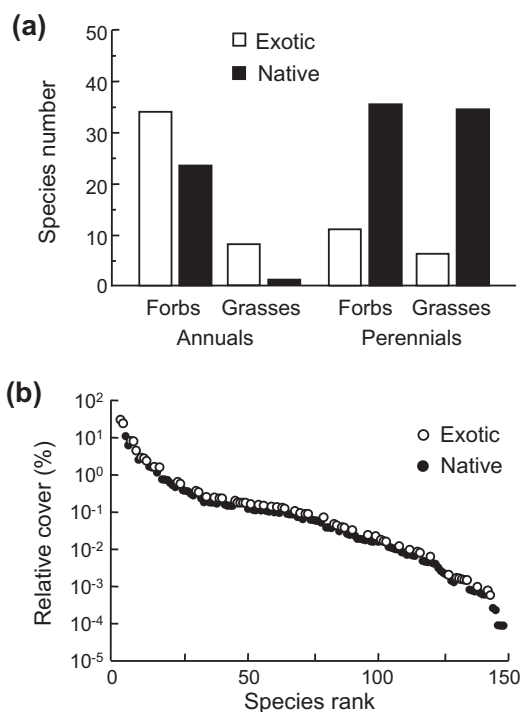 (a)
50
40
30
20
10
0
Species number
Exotic
Native
Forbs Grasses Forbs Grasses
Annuals Perennials
(b)
10²
10¹
10⁰
10⁻¹
10⁻²
10⁻³
10⁻⁴
10⁻⁵
Relative cover (%)
Exotic
Native
0 50 100 150
Species rank